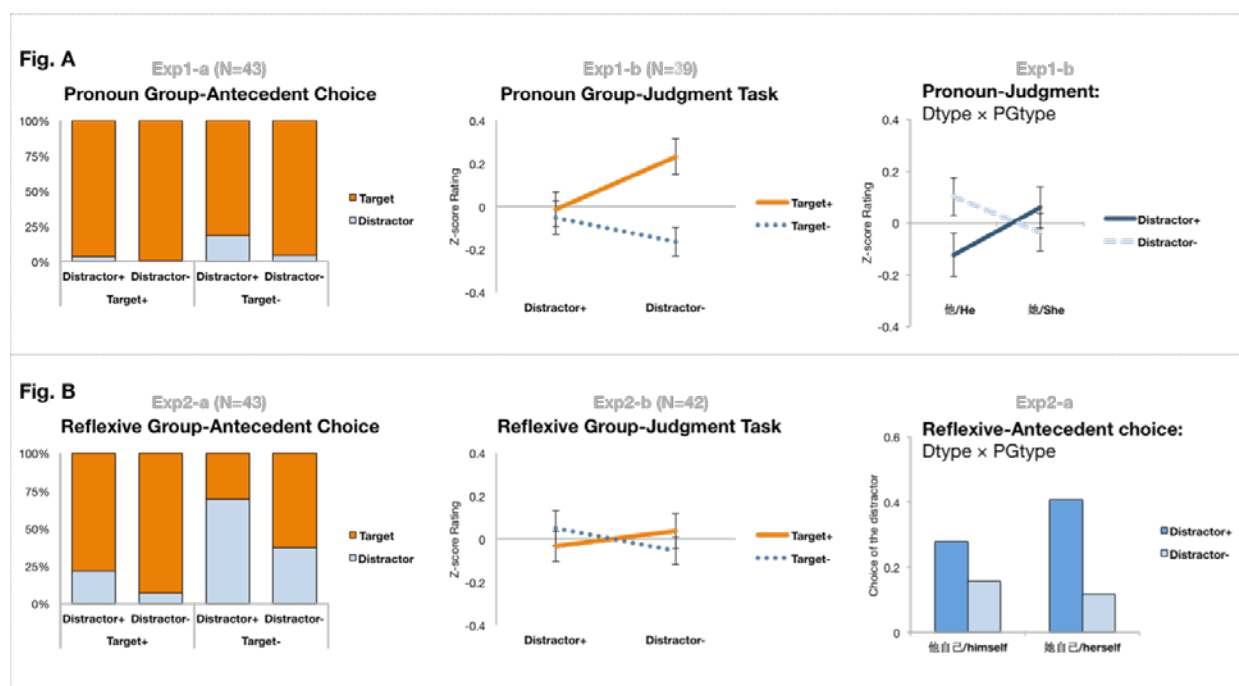 Fig. A
Exp1-a (N=43)
Pronoun Group-Antecedent Choice
100%
75%
50%
25%
0%
Distractor+ Distractor- Distractor+ Distractor-
Target+ Target-
Target
Distractor
Exp1-b (N=39)
Pronoun Group-Judgment Task
Z-score Rating
0.4
0.2
0
-0.2
-0.4
Distractor+ Distractor-
Target+
Target-
Exp1-b
Pronoun-Judgment:
Dtype × PGtype
Z-score Rating
0.4
0.2
0
-0.2
-0.4
他/He 她/She
Distractor+
Distractor-
Fig. B
Exp2-a (N=43)
Reflexive Group-Antecedent Choice
100%
75%
50%
25%
0%
Distractor+ Distractor- Distractor+ Distractor-
Target+ Target-
Target
Distractor
Exp2-b (N=42)
Reflexive Group-Judgment Task
Z-score Rating
0.4
0.2
0
-0.2
-0.4
Distractor+ Distractor-
Target+
Target-
Exp2-a
Reflexive-Antecedent choice:
Dtype × PGtype
Choice of the distractor
0.6
0.4
0.2
0
他自己/himself 她自己/herself
Distractor+
Distractor-